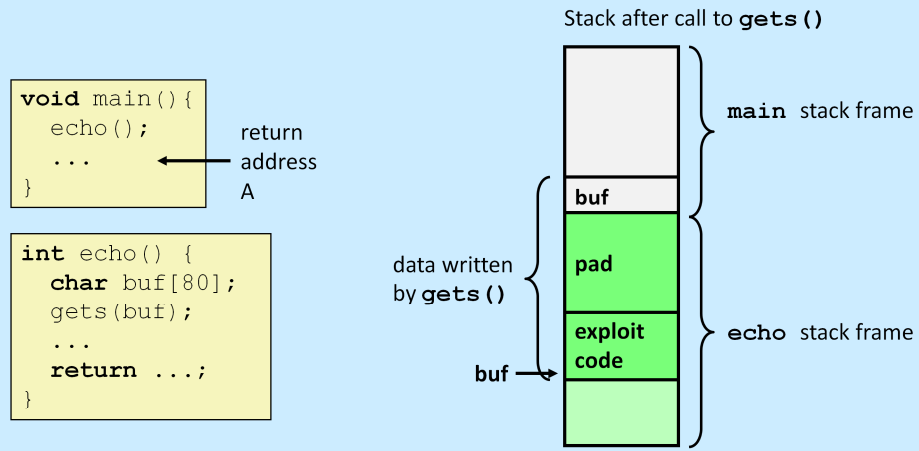 Stack after call to gets()
void main(){
echo();
...
}
return
address
A
int echo() {
char buf[80];
gets(buf);
...
return ...;
}
main stack frame
buf
data written
by gets()
pad
exploit
code
buf
echo stack frame